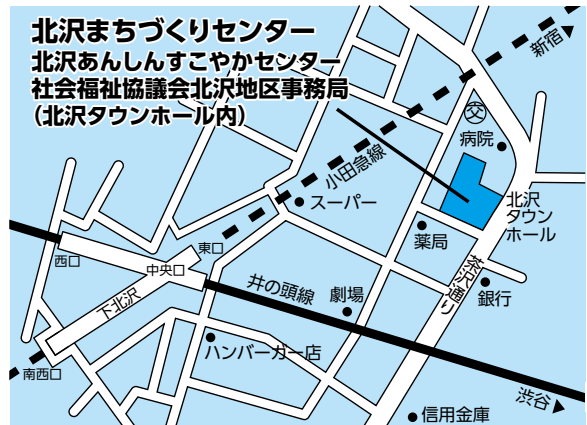 北沢まちづくりセンター
北沢あんしんすこやかセンター
社会福祉協議会北沢地区事務局
（北沢タウンホール内）
新宿
交
病院
小田急線
スーパー
北沢
タウン
ホール
薬局
東口
西口
中央口
下北沢
井の頭線
劇場
茶沢通り
銀行
ハンバーガー店
南西口
渋谷
信用金庫